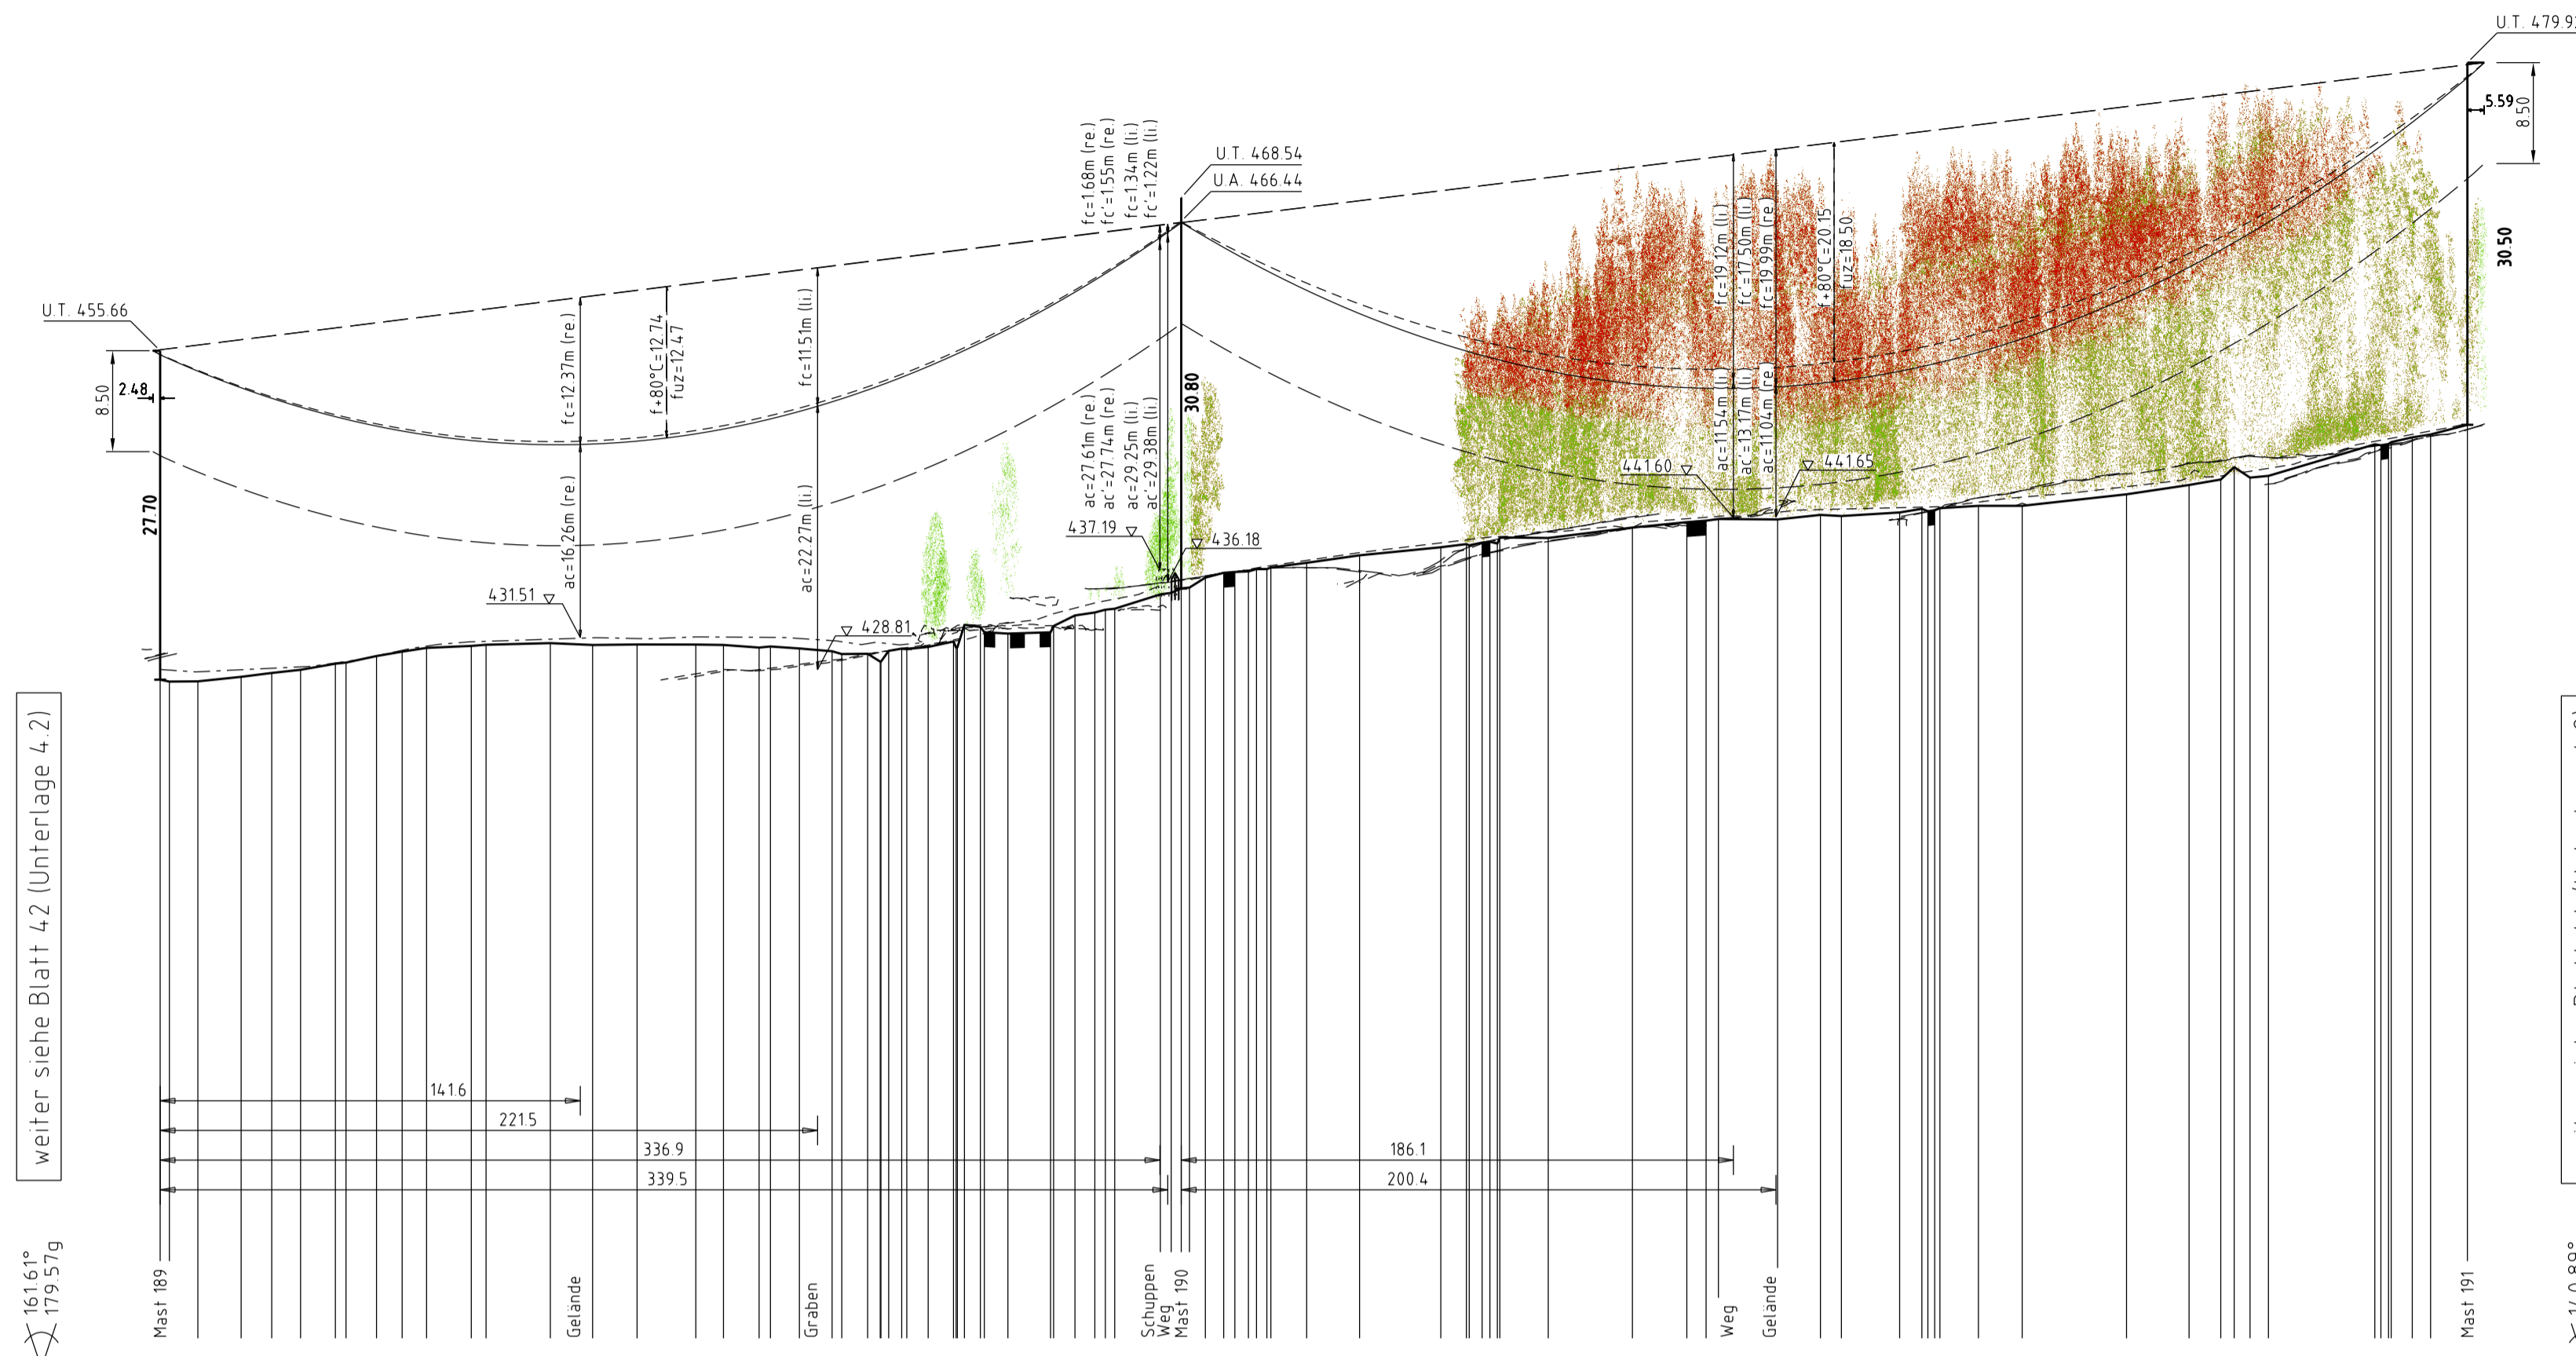 U.T. 479.9
5.59
8.50
30.50
fc=1.68m (re.)
fc'=1.55m (re.)
fc=1.34m (li.)
fc'=1.22m (li.)
U.T. 468.54
U.A. 466.44
U.T. 455.66
8.50
2.48
27.70
fc=12.37m (re.)
f+80°C=12.74
fuz=12.47
fc=11.51m (li.)
fc=19.12m (li.)
fc'=17.50m (li.)
fc=19.99m (re.)
f+80°C=20.15
fuz=18.50
ac=16.26m (re.)
ac=22.27m (li.)
ac=27.61m (re.)
ac'=27.74m (re.)
ac=29.25m (li.)
ac'=29.38m (li.)
30.80
ac=11.54m (li.)
ac'=13.17m (li.)
ac=11.04m (re.)
441.60
441.65
437.19
436.18
431.51
428.81
weiter siehe Blatt 42 (Unterlage 4.2)
141.6
221.5
336.9
186.1
339.5
200.4
161.61°
179.57g
Mast 189
Gelände
Graben
Schuppen
Weg
Mast 190
Weg
Gelände
Mast 191